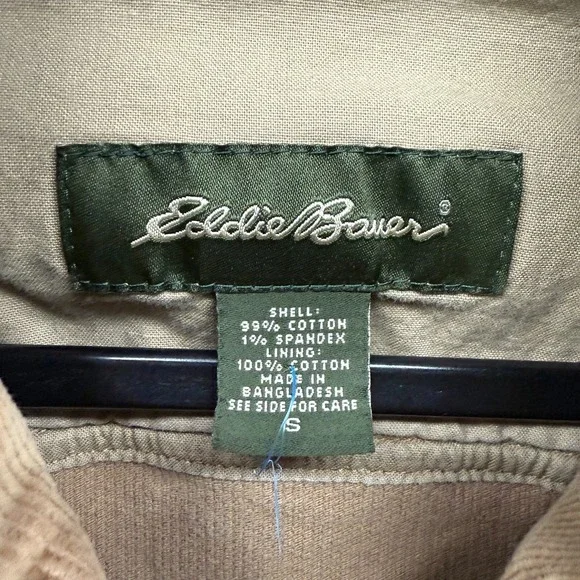 Eddie Bauer®
SHELL:
99% COTTON
1% SPANDEX
LINING:
100% COTTON
MADE IN
BANGLADESH
SEE SIDE FOR CARE
S